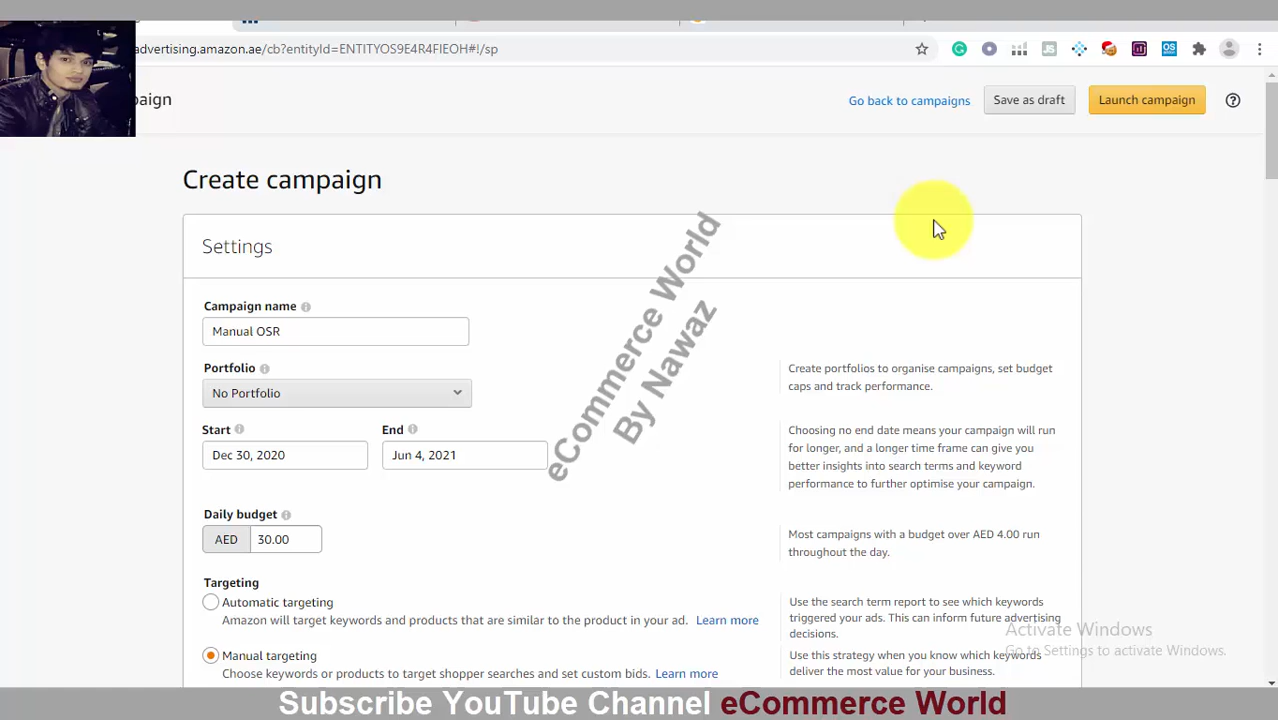 advertising.amazon.ae/cb?entityId=ENTITYOS9E4R4FIEOH#!/sp
paign
Go back to campaigns
Save as draft
Launch campaign
Create campaign
Settings
Campaign name
Manual OSR
Portfolio
No Portfolio
Create portfolios to organise campaigns, set budget
caps and track performance.
Start
End
Dec 30, 2020
Jun 4, 2021
Choosing no end date means your campaign will run
for longer, and a longer time frame can give you
better insights into search terms and keyword
performance to further optimise your campaign.
Daily budget
AED
30.00
Most campaigns with a budget over AED 4.00 run
throughout the day.
Targeting
Automatic targeting
Amazon will target keywords and products that are similar to the product in your ad. Learn more
Use the search term report to see which keywords
triggered your ads. This can inform future advertising
decisions.
Manual targeting
Choose keywords or products to target shopper searches and set custom bids. Learn more
Use this strategy when you know which keywords
deliver the most value for your business.
eCommerce World
By Nawaz
Activate Windows
Go to Settings to activate Windows.
Subscribe YouTube Channel eCommerce World